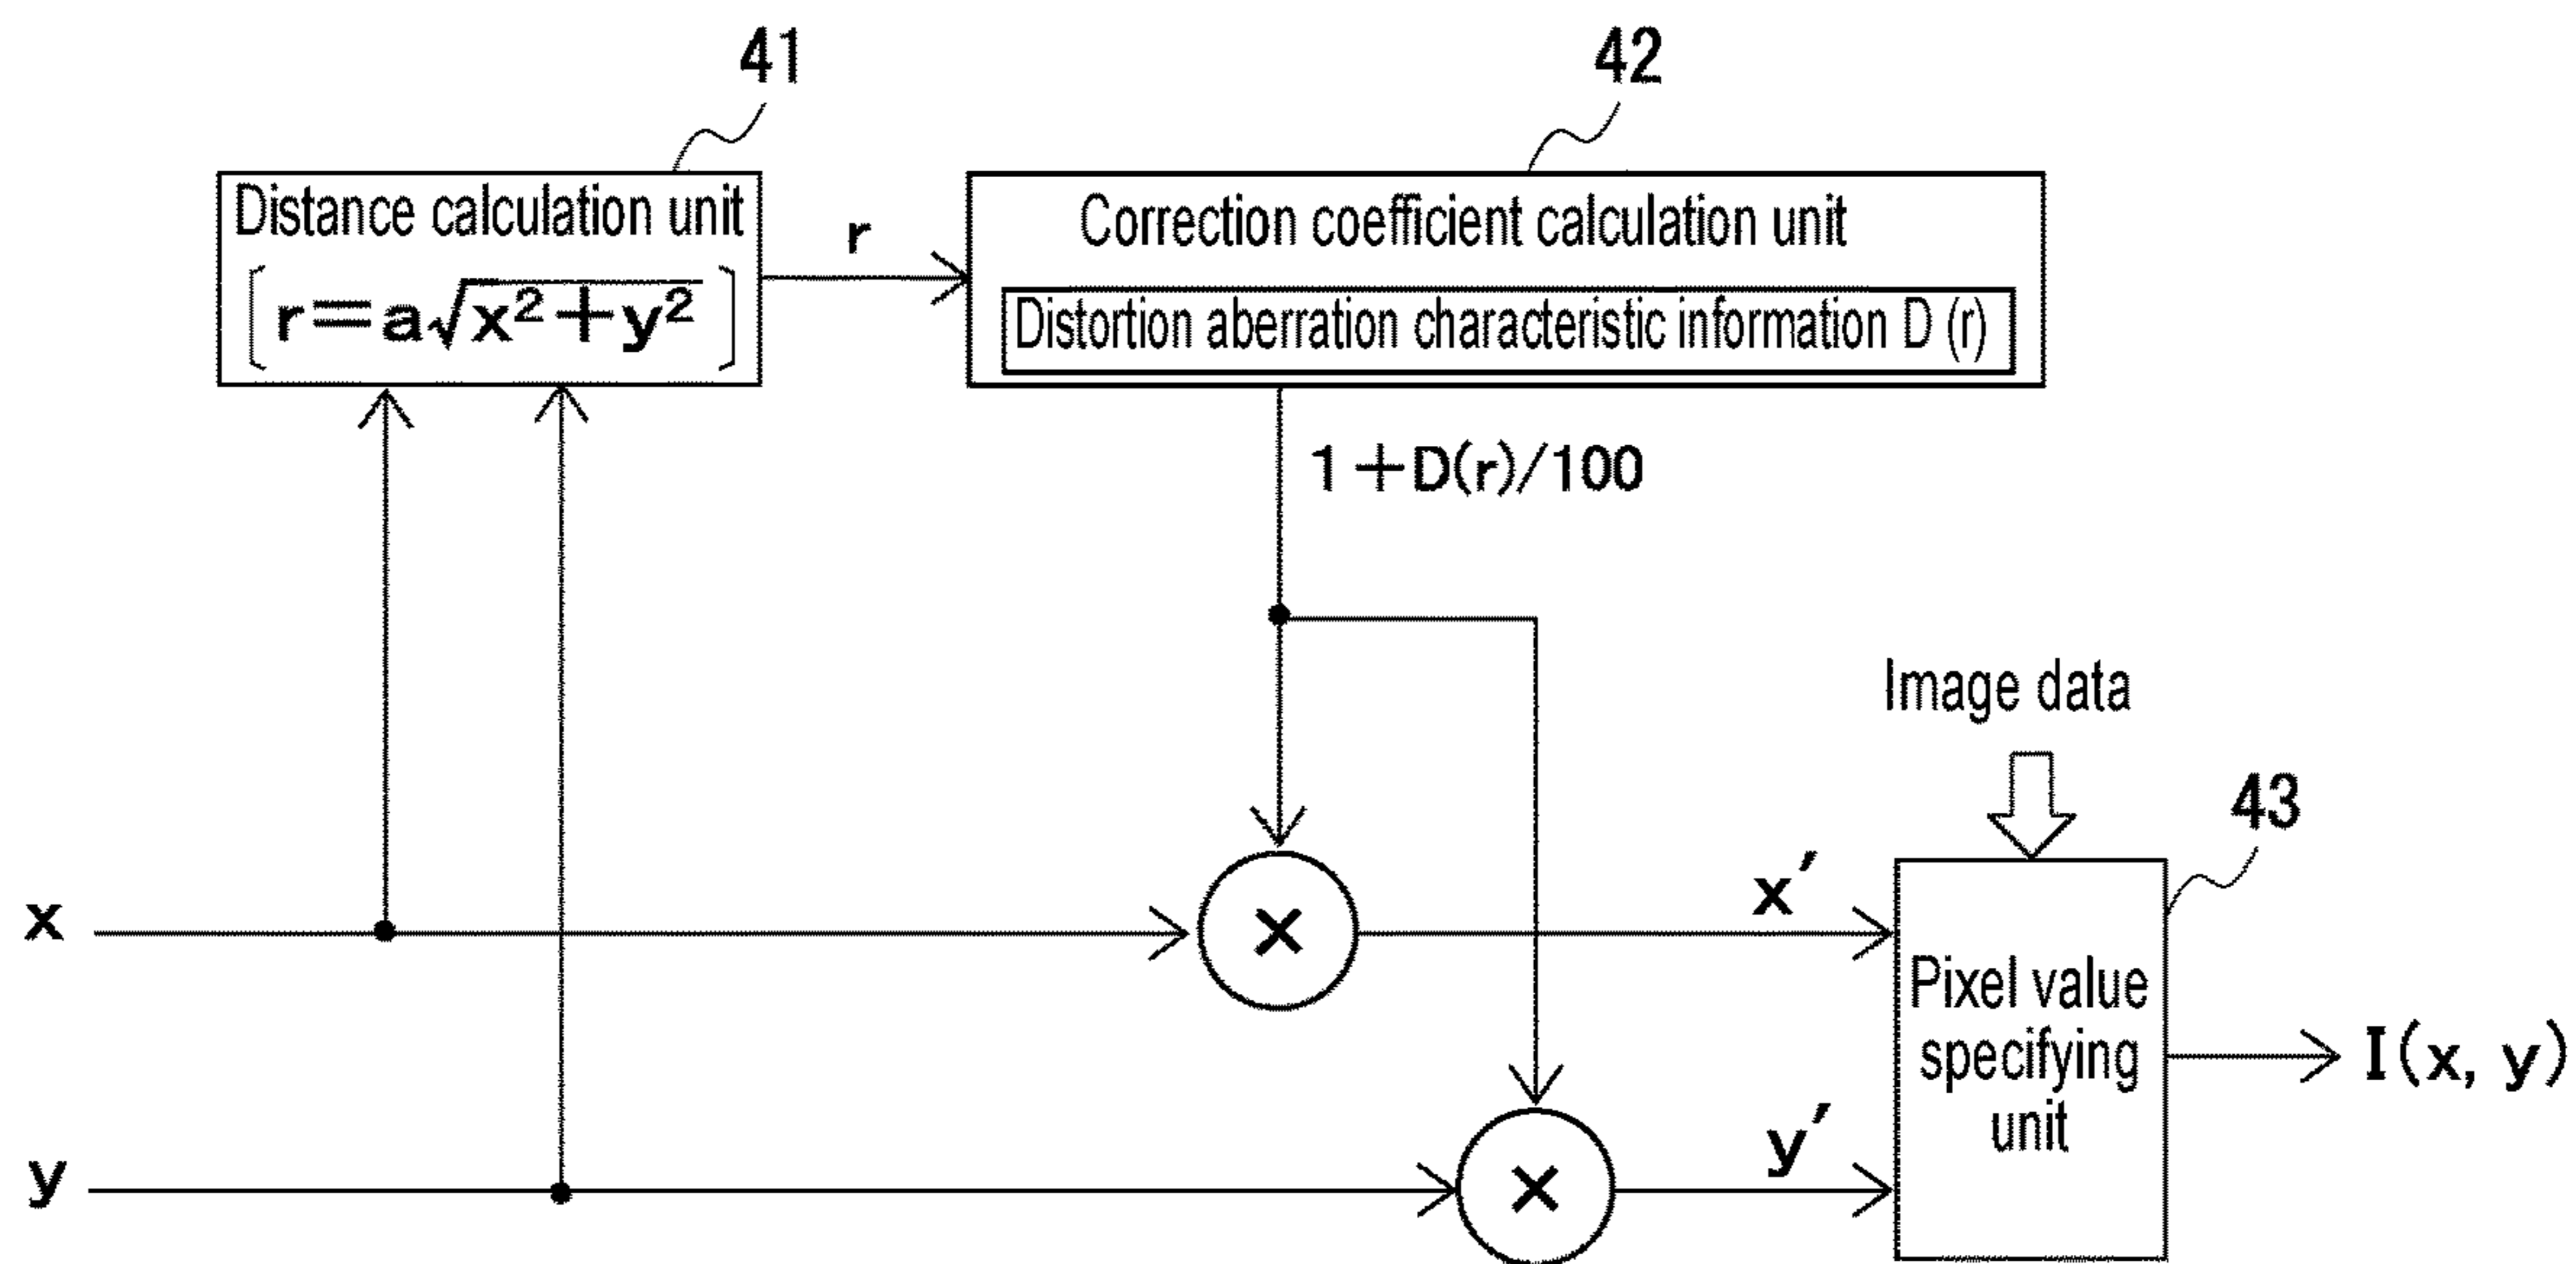 41
42
Distance calculation unit
[r=a√x²+y²]
r
Correction coefficient calculation unit
Distortion aberration characteristic information D (r)
1+D(r)/100
Image data
43
x
×
x′
Pixel value
specifying
unit
I(x, y)
y
×
y′